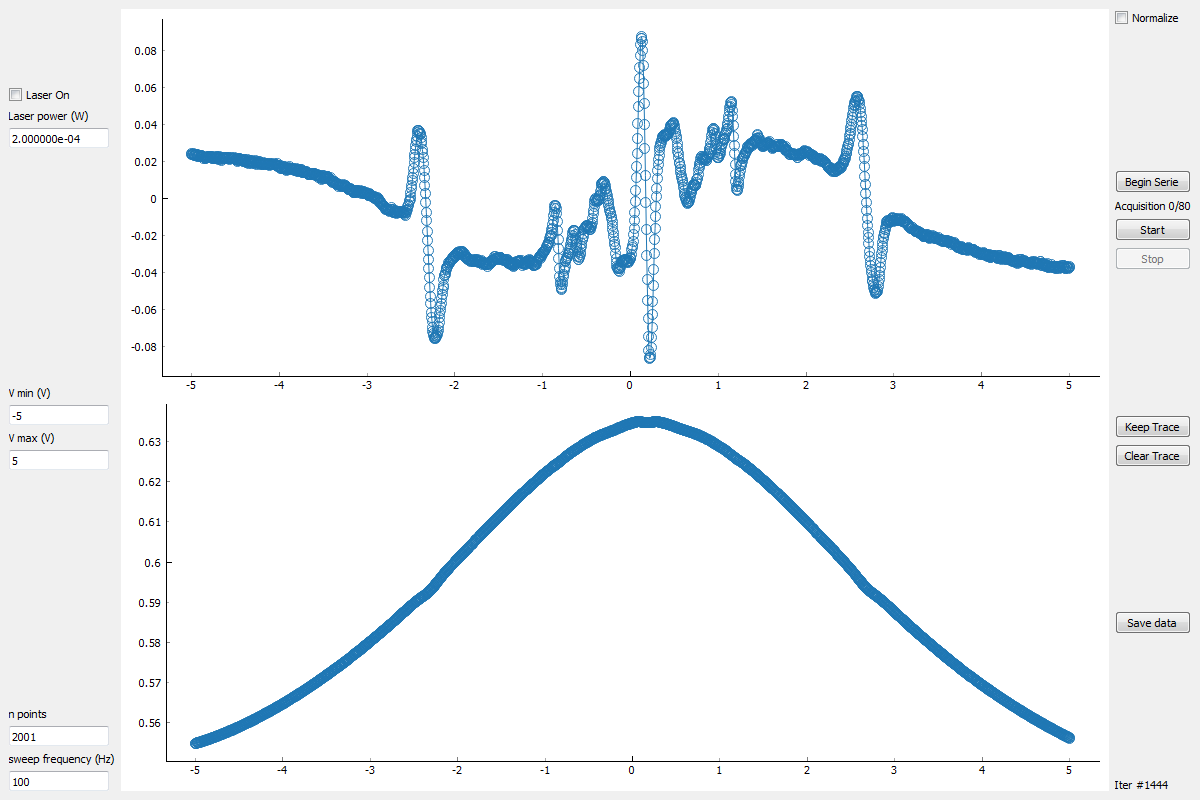 Laser On
Laser power (W)
2.000000e-04
V min (V)
-5
V max (V)
5
n points
2001
sweep frequency (Hz)
100
0.08
0.06
0.04
0.02
0
-0.02
-0.04
-0.06
-0.08
-5 -4 -3 -2 -1 0 1 2 3 4 5
0.63
0.62
0.61
0.6
0.59
0.58
0.57
0.56
-5 -4 -3 -2 -1 0 1 2 3 4 5
Normalize
Begin Serie
Acquisition 0/80
Start
Stop
Keep Trace
Clear Trace
Save data
Iter #1444